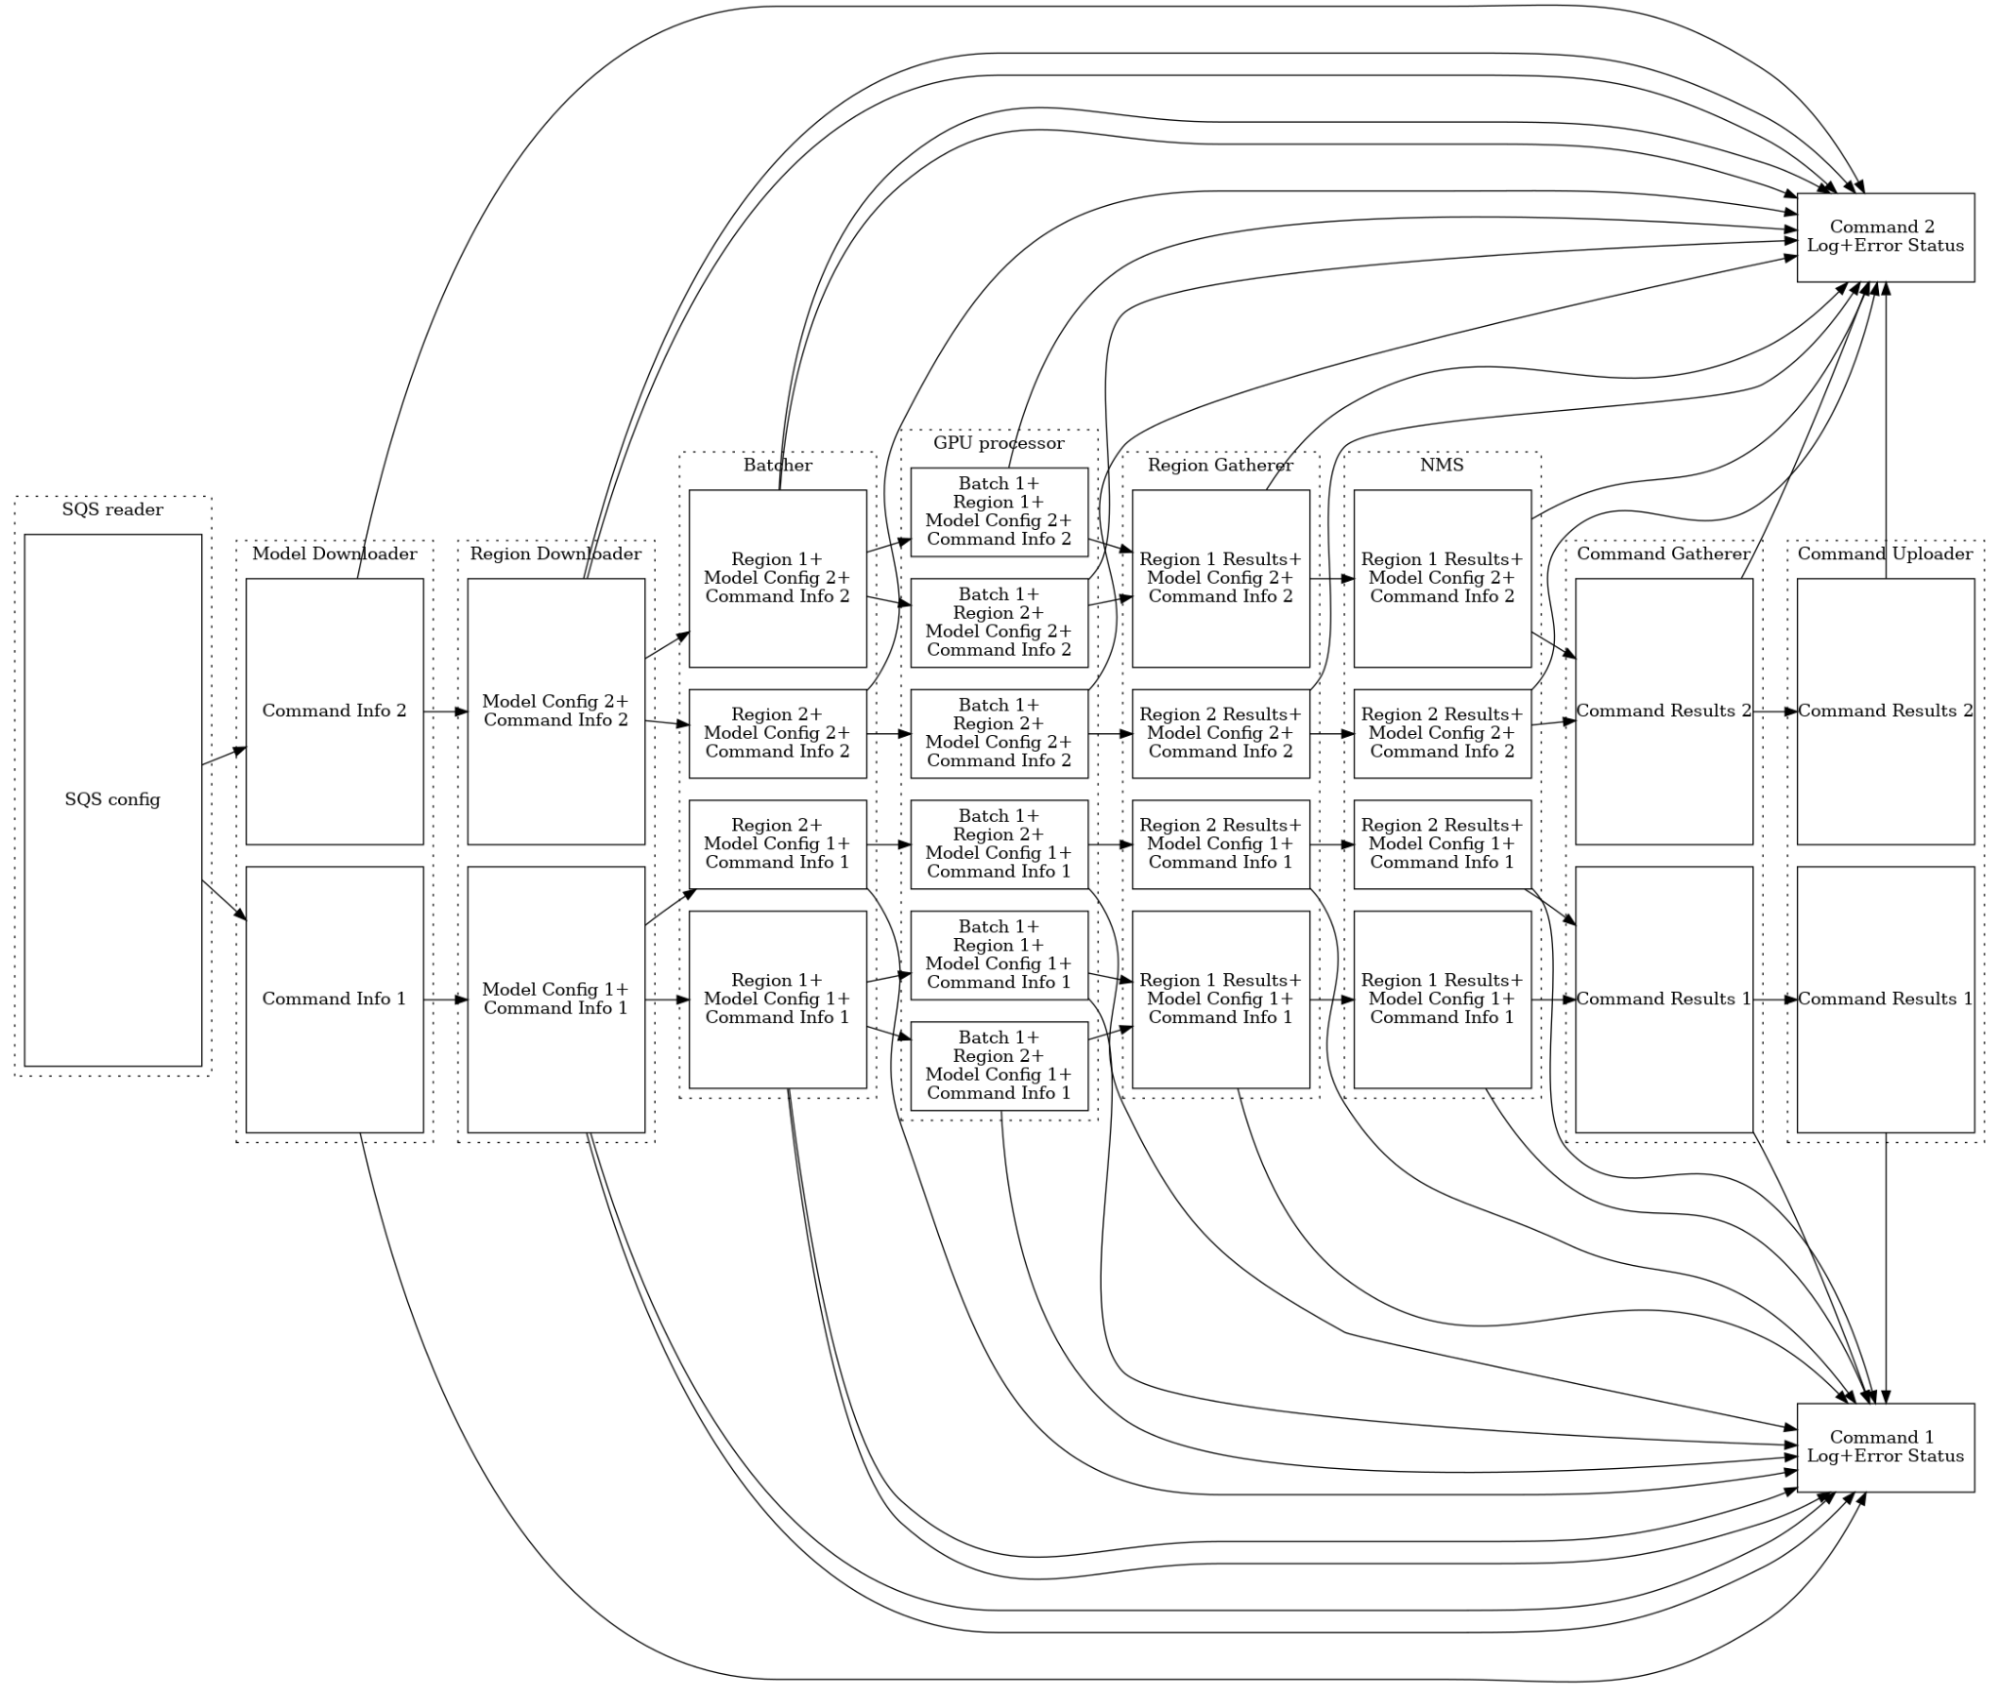 Command 2
Log+Error Status
SQS reader
SQS config
Model Downloader
Command Info 2
Command Info 1
Region Downloader
Model Config 2+
Command Info 2
Model Config 1+
Command Info 1
Batcher
Region 1+
Model Config 2+
Command Info 2
Region 2+
Model Config 2+
Command Info 2
Region 2+
Model Config 1+
Command Info 1
Region 1+
Model Config 1+
Command Info 1
GPU processor
Batch 1+
Region 1+
Model Config 2+
Command Info 2
Batch 1+
Region 2+
Model Config 2+
Command Info 2
Batch 1+
Region 2+
Model Config 2+
Command Info 2
Batch 1+
Region 2+
Model Config 1+
Command Info 1
Batch 1+
Region 1+
Model Config 1+
Command Info 1
Batch 1+
Region 2+
Model Config 1+
Command Info 1
Region Gatherer
Region 1 Results+
Model Config 2+
Command Info 2
Region 2 Results+
Model Config 2+
Command Info 2
Region 2 Results+
Model Config 1+
Command Info 1
Region 1 Results+
Model Config 1+
Command Info 1
NMS
Region 1 Results+
Model Config 2+
Command Info 2
Region 2 Results+
Model Config 2+
Command Info 2
Region 2 Results+
Model Config 1+
Command Info 1
Region 1 Results+
Model Config 1+
Command Info 1
Command Gatherer
Command Results 2
Command Results 1
Command Uploader
Command Results 2
Command Results 1
Command 1
Log+Error Status